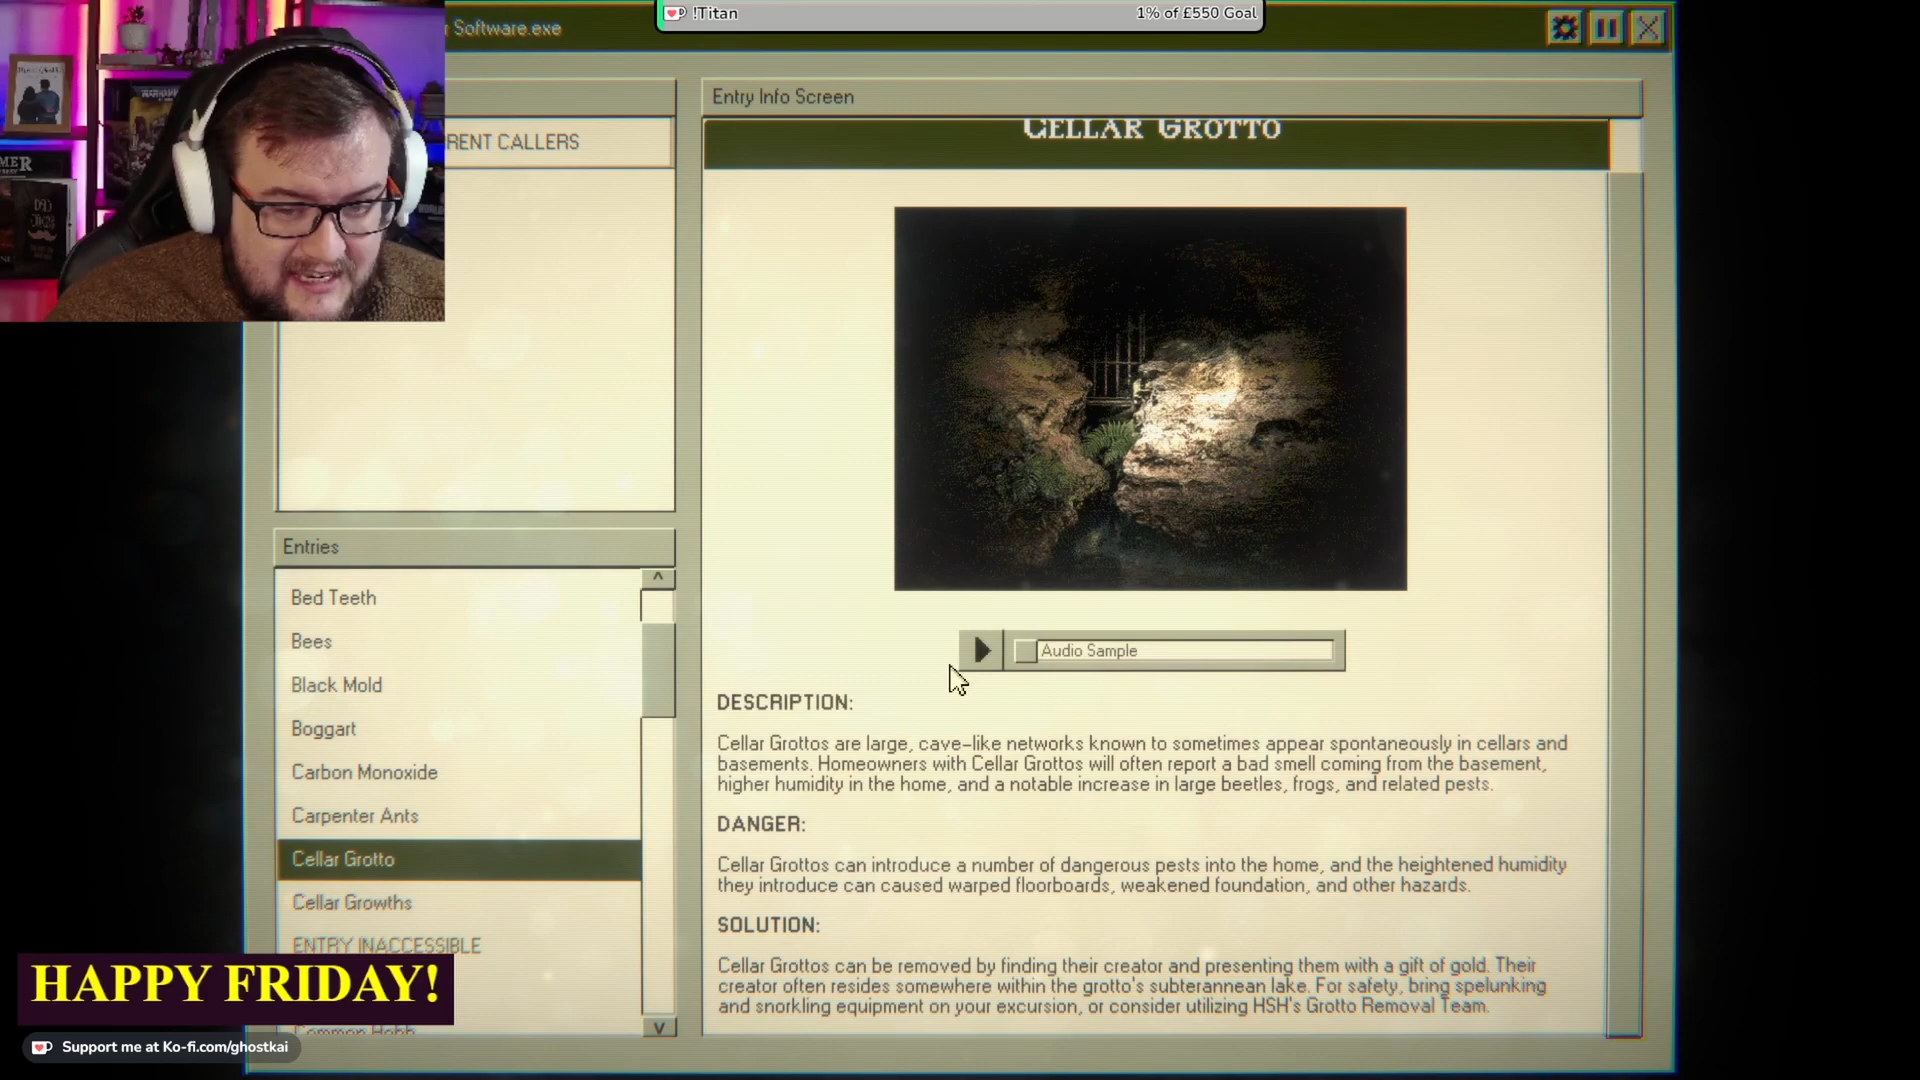 !Titan
1% of £550 Goal
Software.exe
Entry Info Screen
RENT CALLERS
CELLAR GROTTO
Entries
Bed Teeth
Bees
Black Mold
Boggart
Carbon Monoxide
Carpenter Ants
Cellar Grotto
Cellar Growths
ENTRY INACCESSIBLE
Common Hobb
Audio Sample
DESCRIPTION:
Cellar Grottos are large, cave-like networks known to sometimes appear spontaneously in cellars and
basements. Homeowners with Cellar Grottos will often report a bad smell coming from the basement,
higher humidity in the home, and a notable increase in large beetles, frogs, and related pests.
DANGER:
Cellar Grottos can introduce a number of dangerous pests into the home, and the heightened humidity
they introduce can caused warped floorboards, weakened foundation, and other hazards.
SOLUTION:
Cellar Grottos can be removed by finding their creator and presenting them with a gift of gold. Their
creator often resides somewhere within the grotto's subterannean lake. For safety, bring spelunking
and snorkling equipment on your excursion, or consider utilizing HSH's Grotto Removal Team.
HAPPY FRIDAY!
Support me at Ko-fi.com/ghostkai